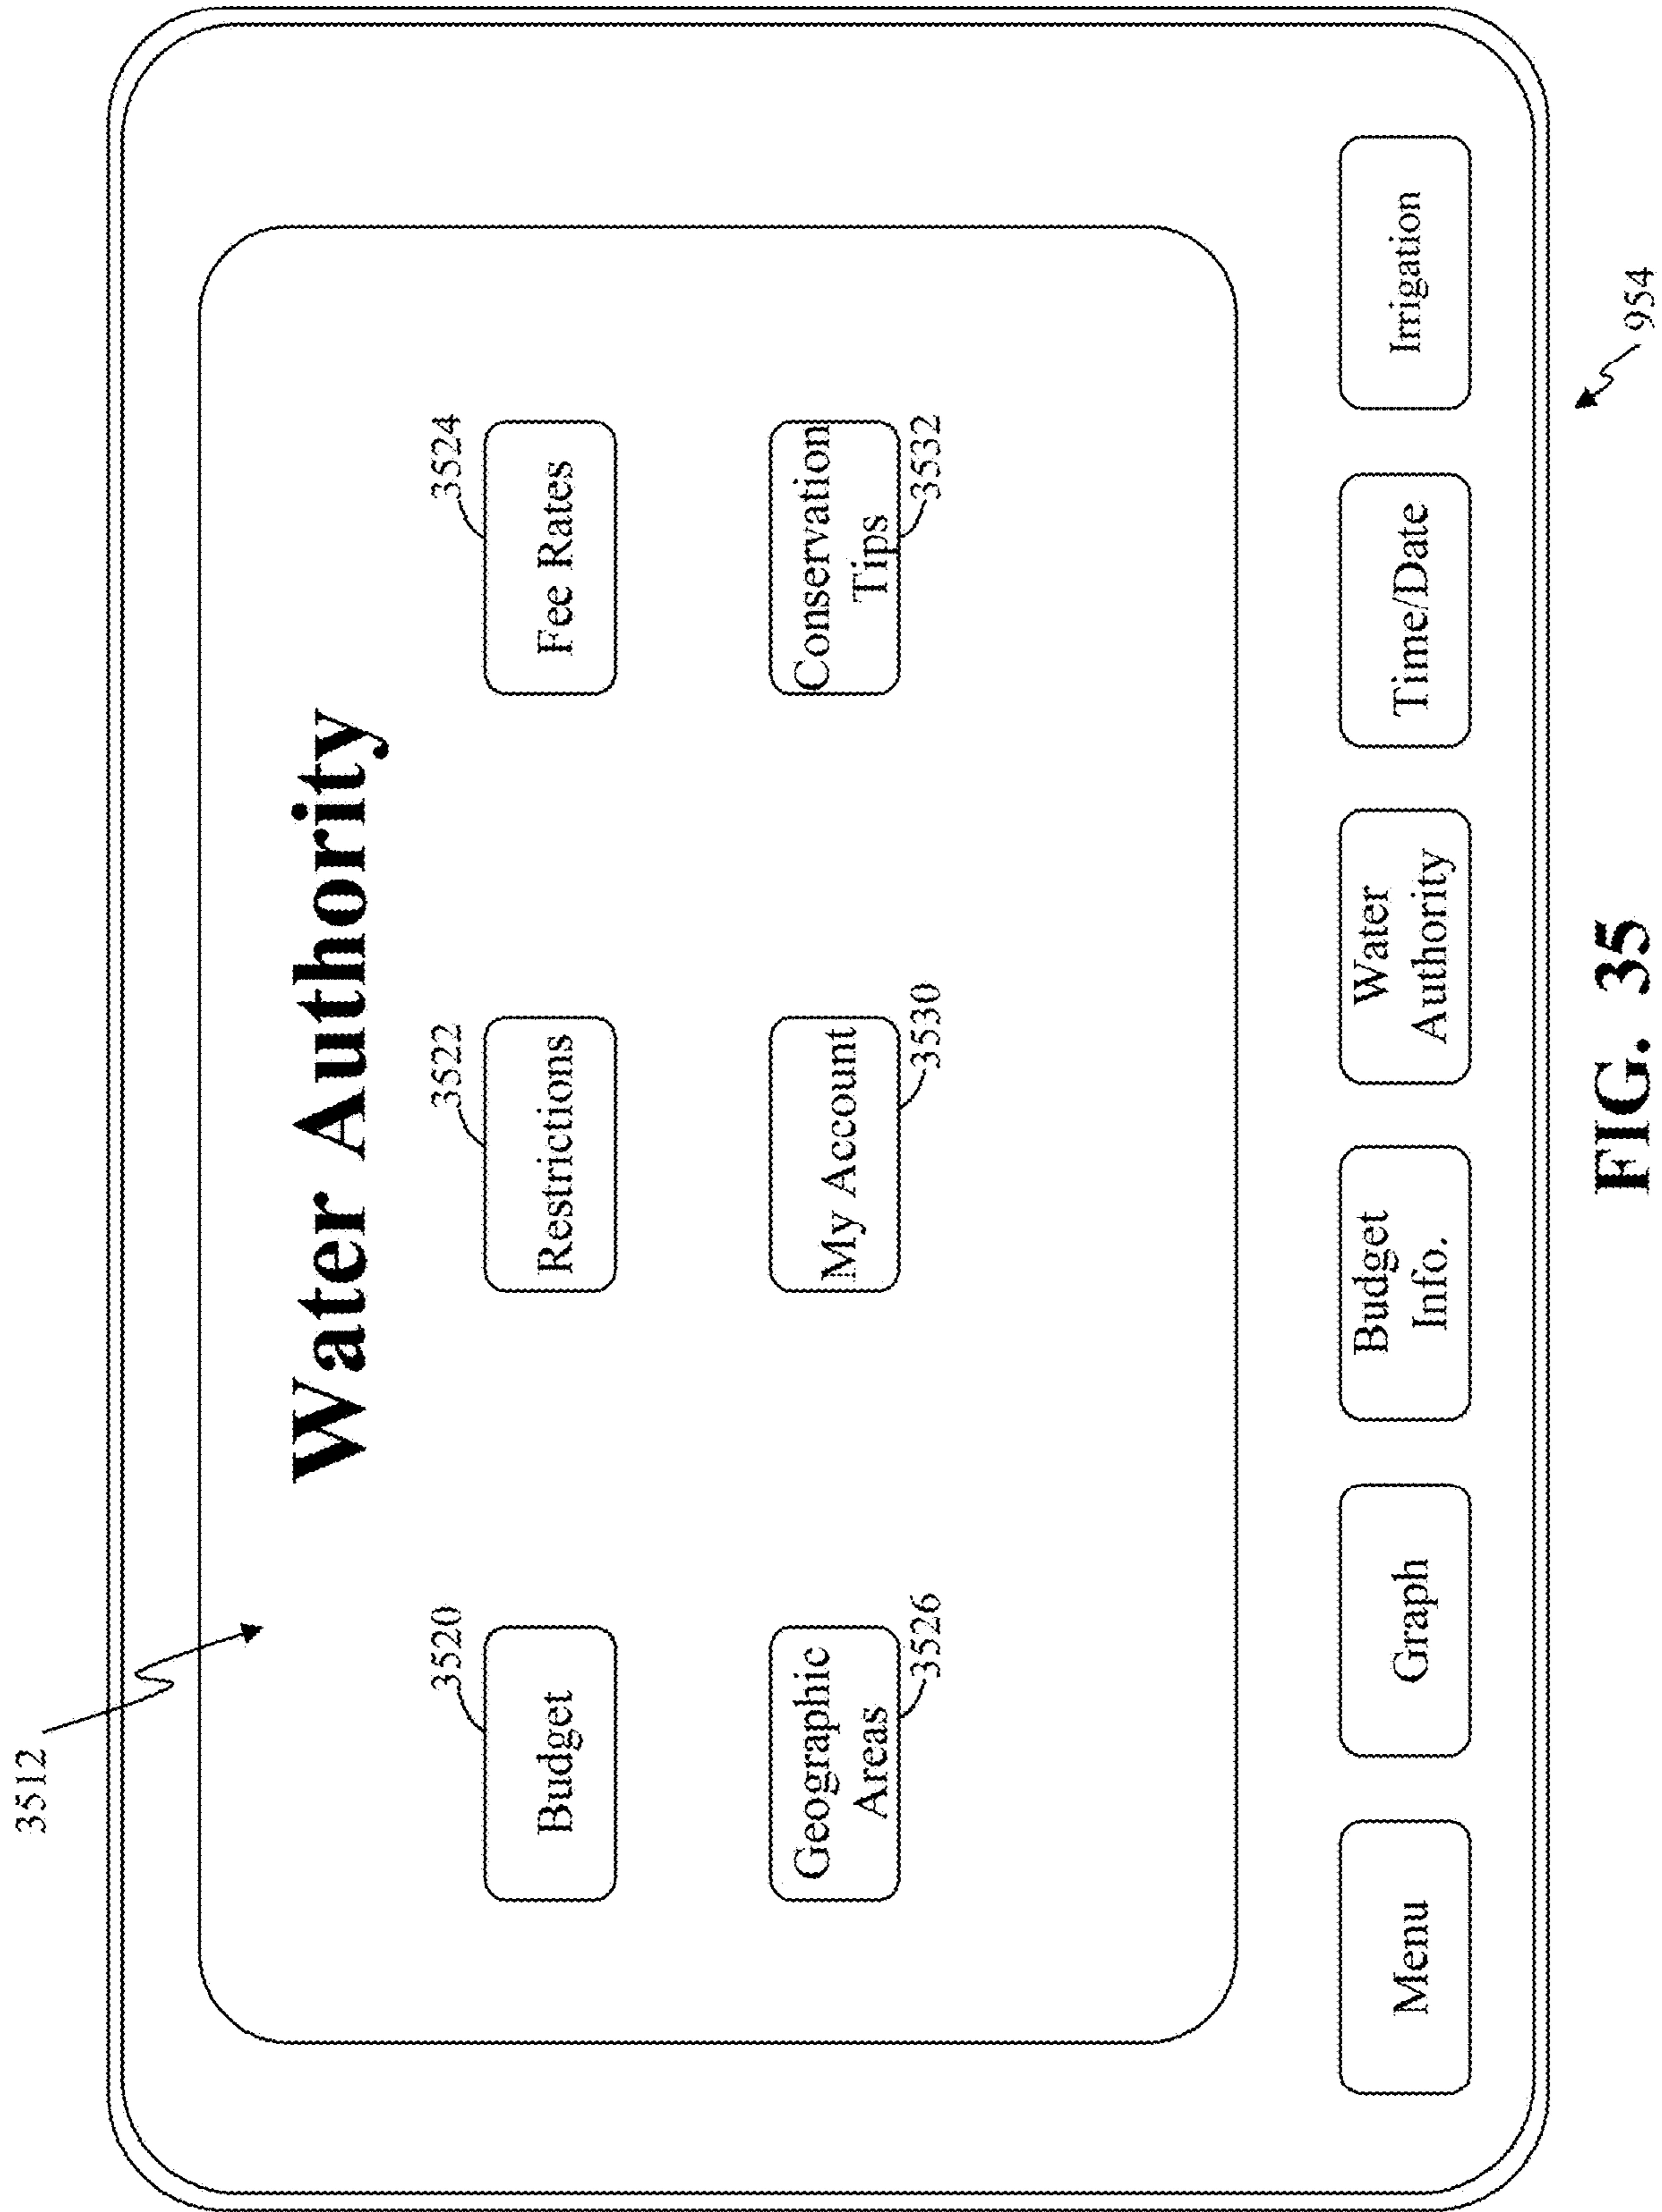 3512
Water Authority
3520
3522
3524
Budget
Restrictions
Fee Rates
Geographic
Areas
My Account
Conservation
Tips
3526
3530
3532
Menu
Graph
Budget
Info.
Water
Authority
Time/Date
Irrigation
954
FIG. 35